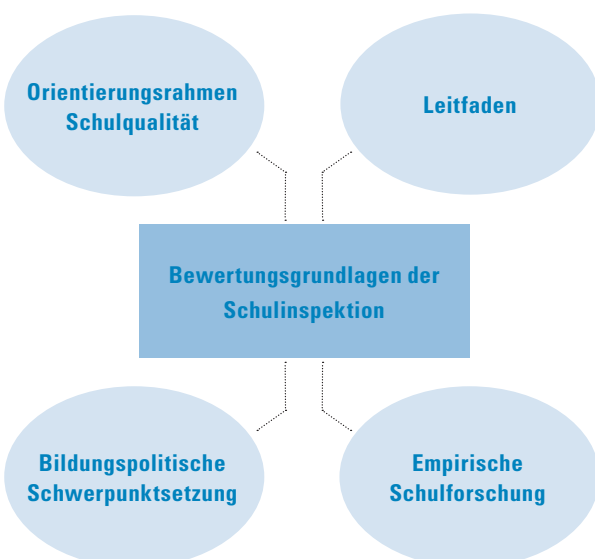 Orientierungsrahmen
Schulqualität
Leitfaden
Bewertungsgrundlagen der
Schulinspektion
Bildungspolitische
Schwerpunktsetzung
Empirische
Schulforschung